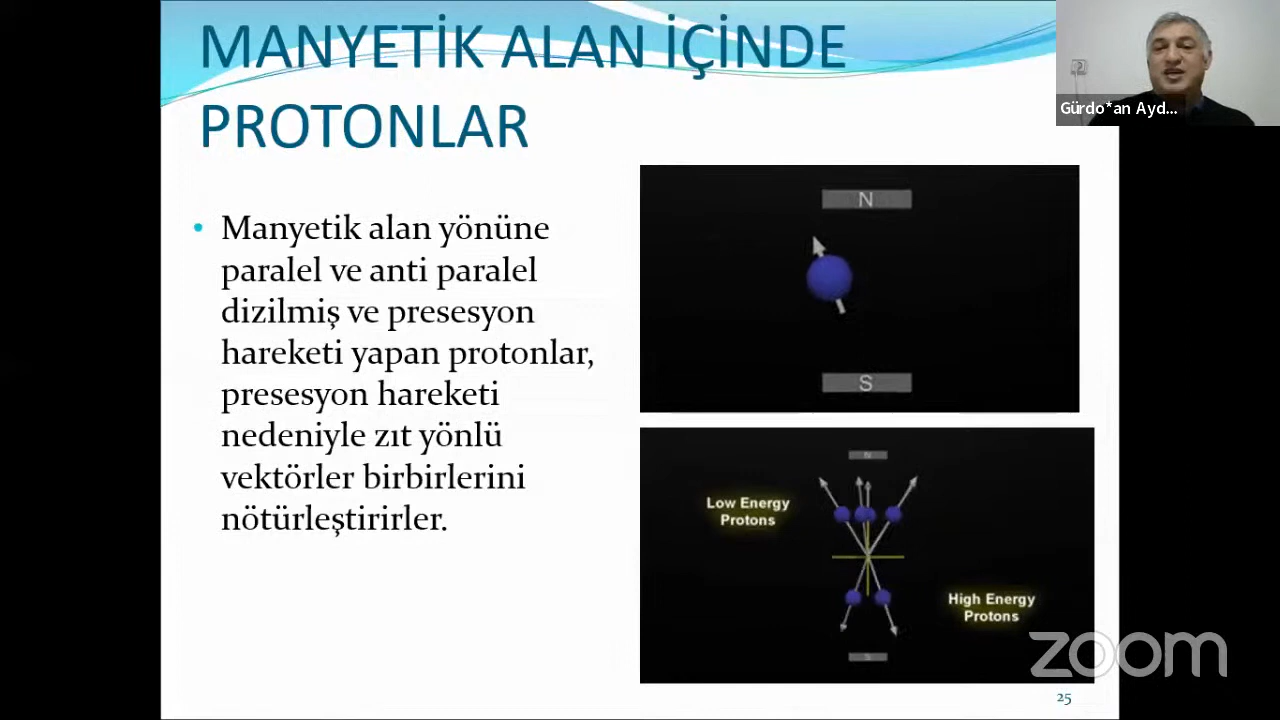 MANYETİK ALAN İÇİNDE
PROTONLAR
Gürdo*an Ayd...
• Manyetik alan yönüne
paralel ve anti paralel
dizilmiş ve presesyon
hareketi yapan protonlar,
presesyon hareketi
nedeniyle zıt yönlü
vektörler birbirlerini
nötürleştirirler.
N
S
N
Low Energy
Protons
High Energy
Protons
S
zoom
25